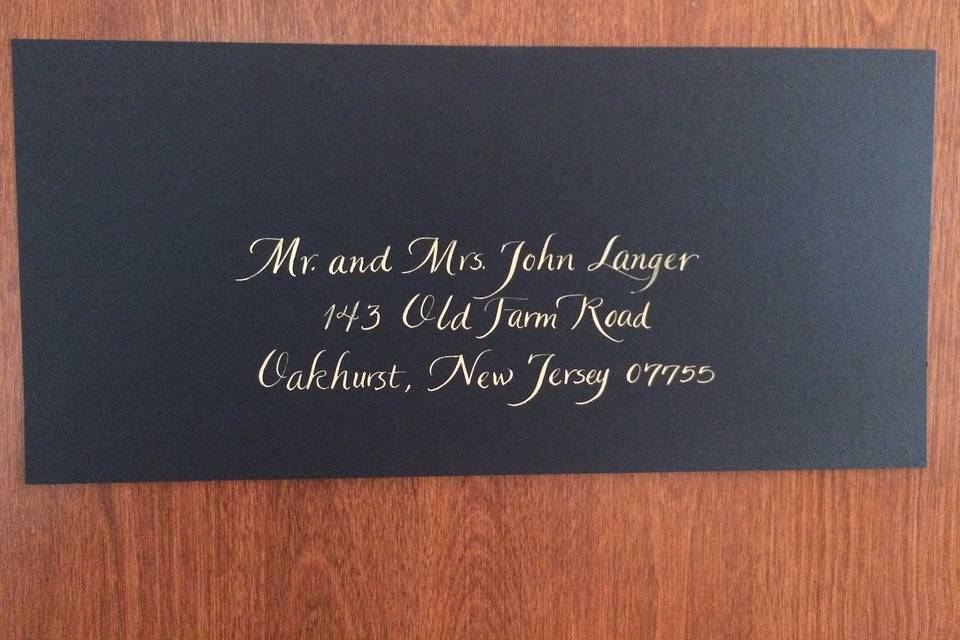 Mr. and Mrs. John Langer
143 Old Farm Road
Oakhurst, New Jersey 07755